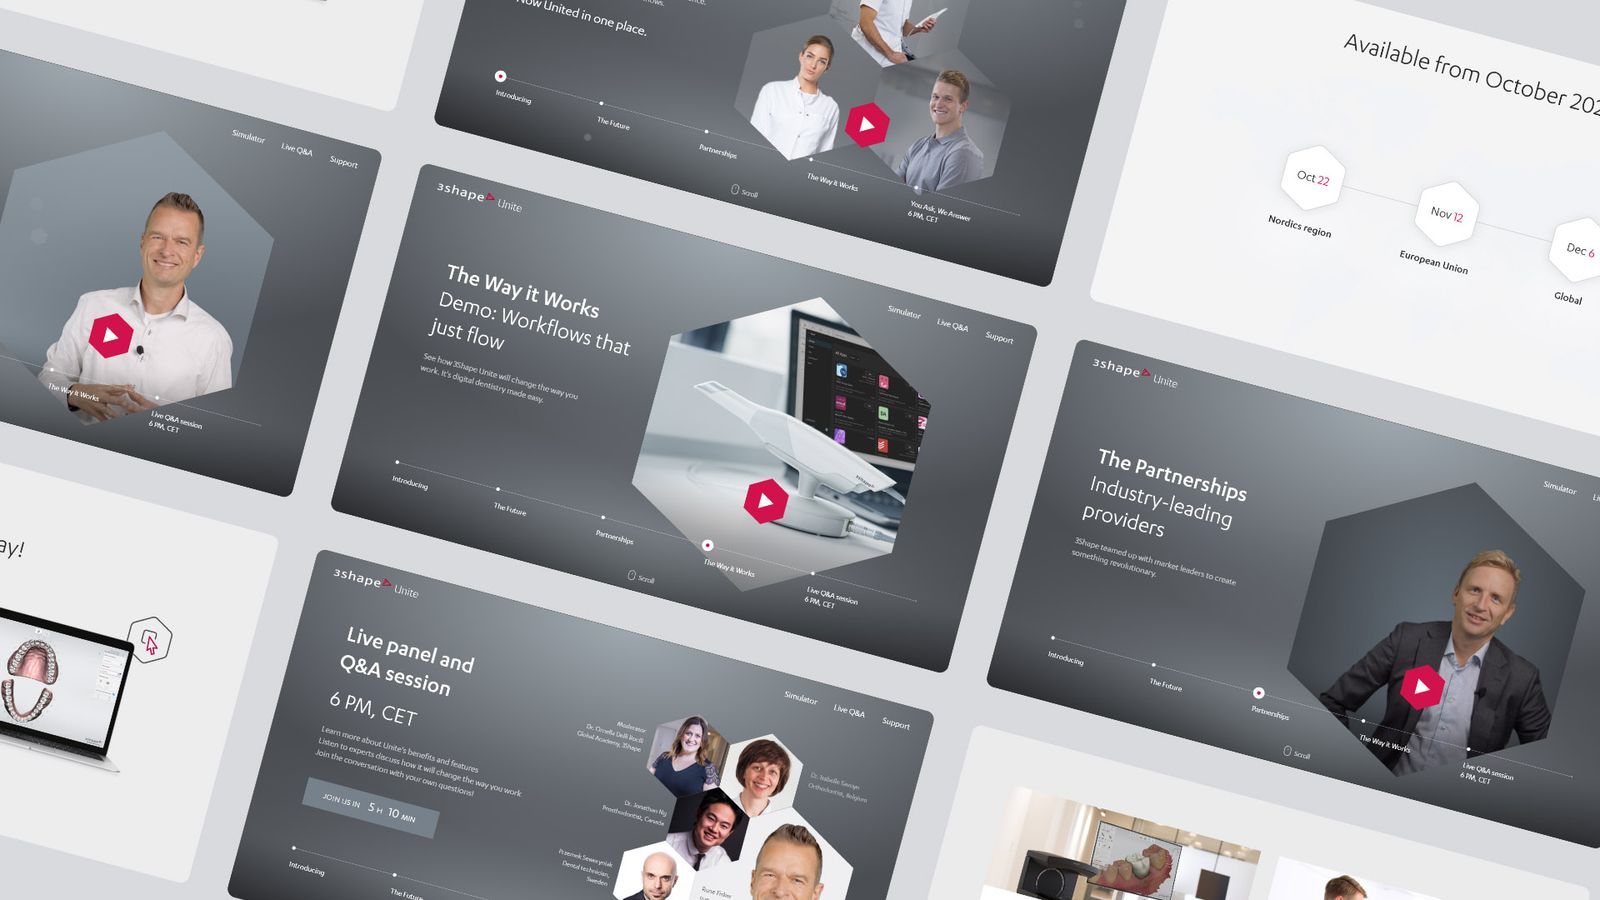 Now United in one place.
Introducing
The Future
Partnerships
The Way it Works
You Ask, We Answer
6 PM, CET
Scroll
Available from October
Oct 22
Nordics region
Nov 12
European Union
Dec 6
Global
Simulator
Live Q&A
Support
The Way it Works
Live Q&A session
6 PM, CET
3shape Unite
Simulator
Live Q&A
Support
The Way it Works
Demo: Workflows that
just flow
See how 3Shape Unite will change the way you
work. It's digital dentistry made easy.
Introducing
The Future
Partnerships
The Way it Works
Live Q&A session
6 PM, CET
Scroll
3shape Unite
Simulator
The Partnerships
Industry-leading
providers
3Shape teamed up with market leaders to create
something revolutionary.
Introducing
The Future
Partnerships
The Way it Works
Live Q&A session
6 PM, CET
Scroll
3shape Unite
Simulator
Live Q&A
Support
Live panel and
Q&A session
6 PM, CET
Learn more about Unite's benefits and features
Listen to experts discuss how it will change the way you work
Join the conversation with your own questions!
JOIN US IN 5 H 10 MIN
Moderator
Dr. Ornella Delli Rocili
Global Academy, 3Shape
Dr. Isabelle Savoye
Orthodontist, Belgium
Dr. Jonathan Ng
Prosthodontist, Canada
Przemek Seweryniak
Dental technician,
Sweden
Rune Fisker
Introducing
The Future